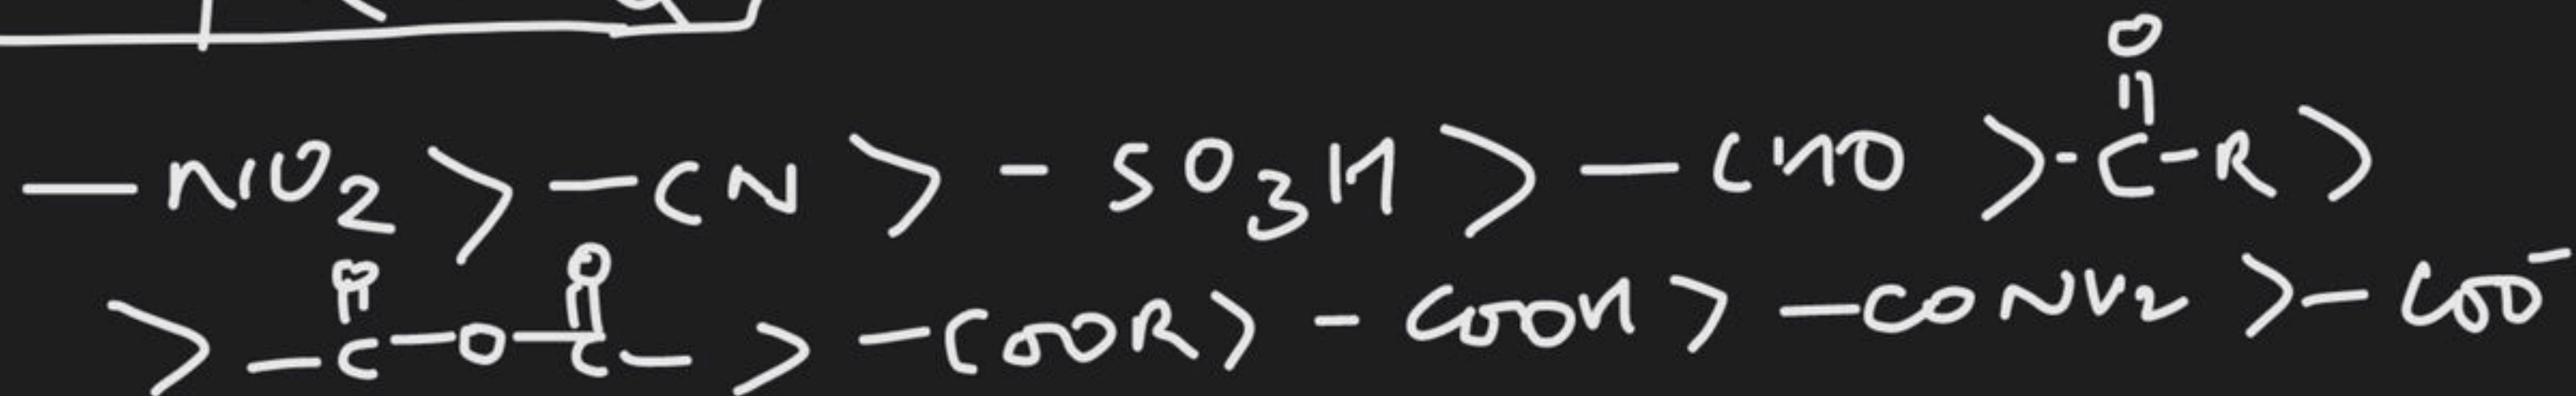 —NO₂ > —CN > -SO₃H > —CHO > -C(=O)-R >
> —C(=O)—O—C(=O)— > —COOR > -COOH > —CONH₂ > —COO⁻